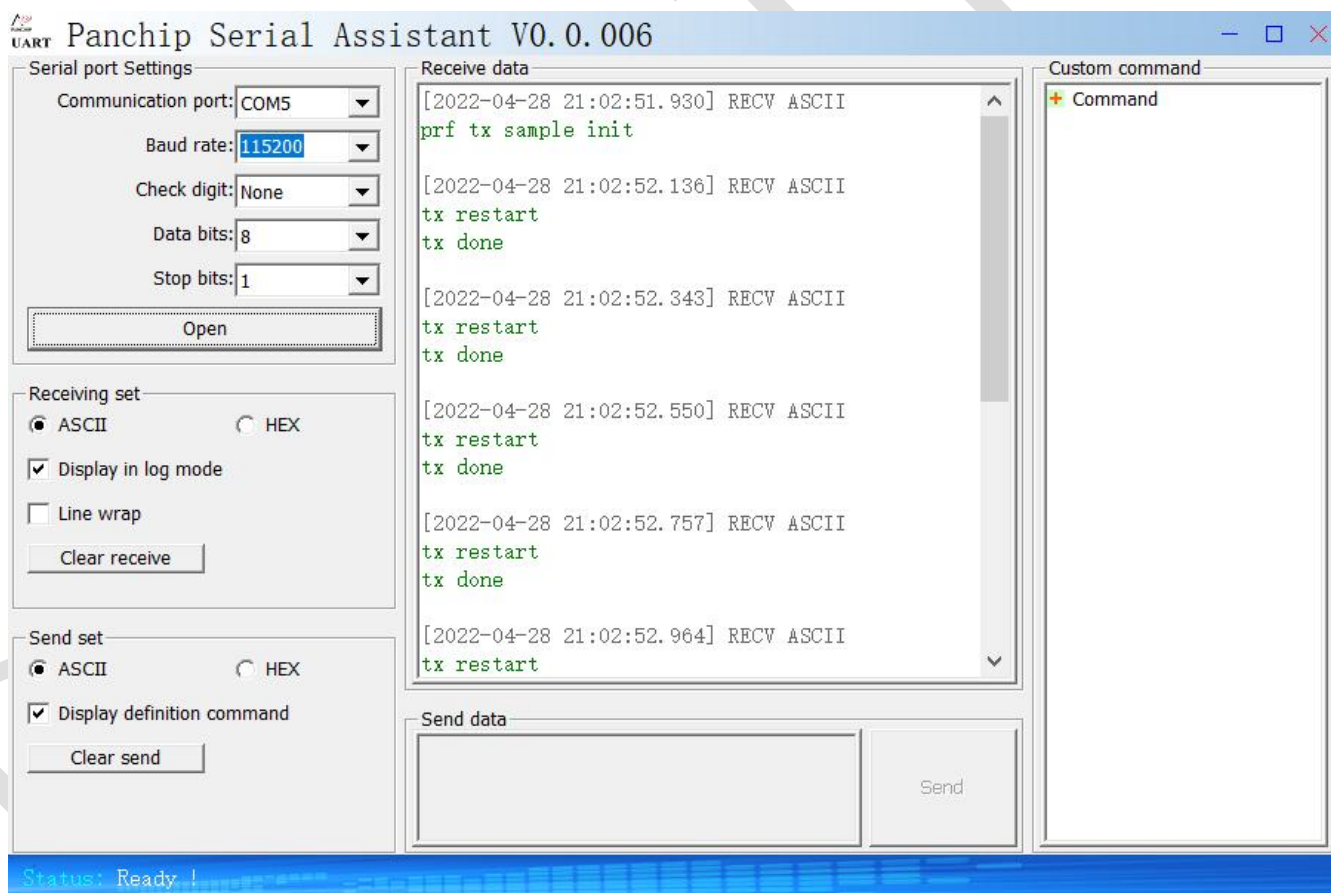 UART Panchip Serial Assistant V0.0.006
Serial port Settings
Communication port: COM5
Baud rate: 115200
Check digit: None
Data bits: 8
Stop bits: 1
Open
Receiving set
ASCII HEX
Display in log mode
Line wrap
Clear receive
Send set
ASCII HEX
Display definition command
Clear send
Receive data
[2022-04-28 21:02:51.930] RECV ASCII
prf tx sample init
[2022-04-28 21:02:52.136] RECV ASCII
tx restart
tx done
[2022-04-28 21:02:52.343] RECV ASCII
tx restart
tx done
[2022-04-28 21:02:52.550] RECV ASCII
tx restart
tx done
[2022-04-28 21:02:52.757] RECV ASCII
tx restart
tx done
[2022-04-28 21:02:52.964] RECV ASCII
tx restart
Send data
Send
Custom command
Command
Status: Ready !